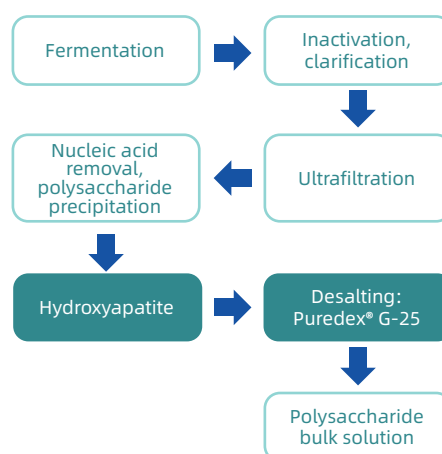 Fermentation
Inactivation,
clarification
Nucleic acid
removal,
polysaccharide
precipitation
Ultrafiltration
Hydroxyapatite
Desalting:
Puredex® G-25
Polysaccharide
bulk solution